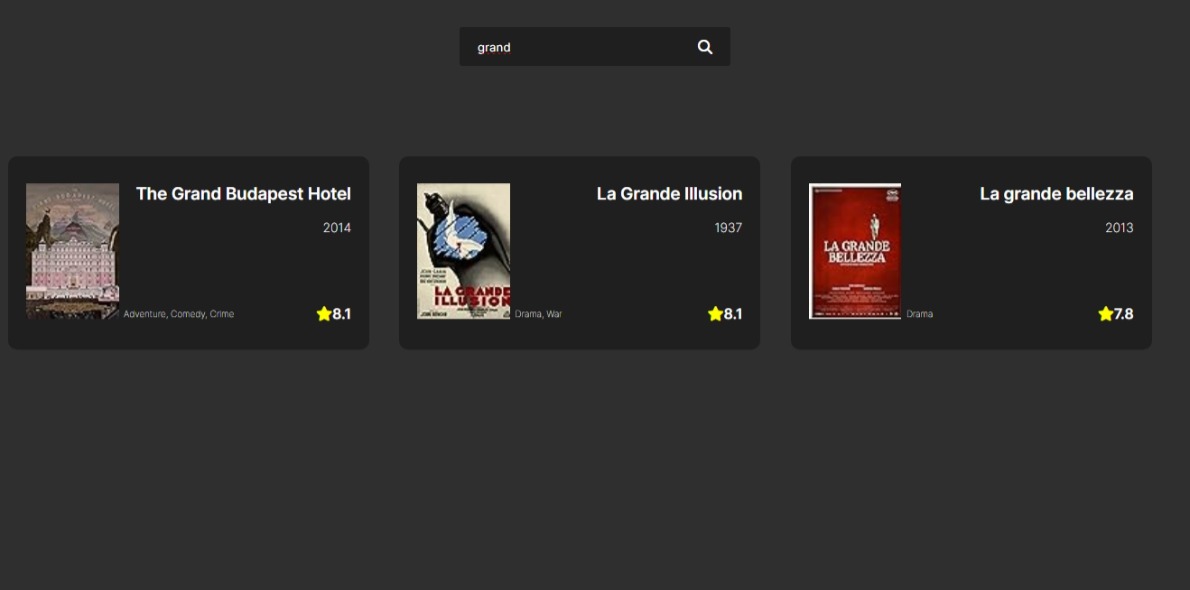 grand
The Grand Budapest Hotel
2014
Adventure, Comedy, Crime
8.1
La Grande Illusion
1937
LA GRANDE
ILLUSION
Drama, War
8.1
La grande bellezza
2013
LA GRANDE
BELLEZZA
Drama
7.8